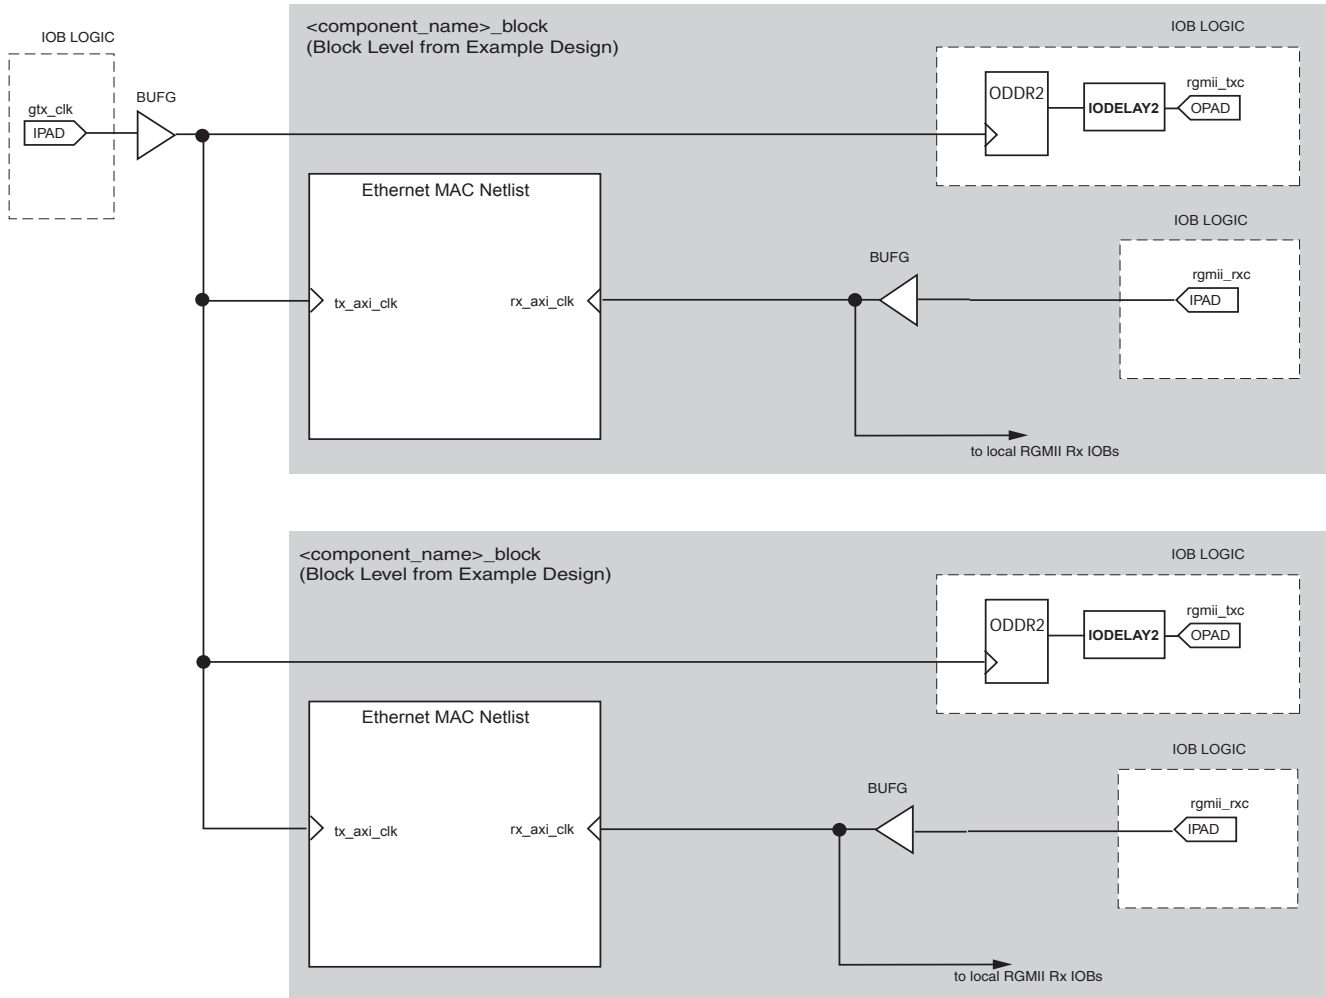 IOB LOGIC
gtx_clk
IPAD
BUFG
<component_name>_block
(Block Level from Example Design)
IOB LOGIC
ODDR2
IODELAY2
rgmii_txc
OPAD
Ethernet MAC Netlist
tx_axi_clk
rx_axi_clk
BUFG
IOB LOGIC
rgmii_rxc
IPAD
to local RGMII Rx IOBs
<component_name>_block
(Block Level from Example Design)
IOB LOGIC
ODDR2
IODELAY2
rgmii_txc
OPAD
Ethernet MAC Netlist
tx_axi_clk
rx_axi_clk
BUFG
IOB LOGIC
rgmii_rxc
IPAD
to local RGMII Rx IOBs